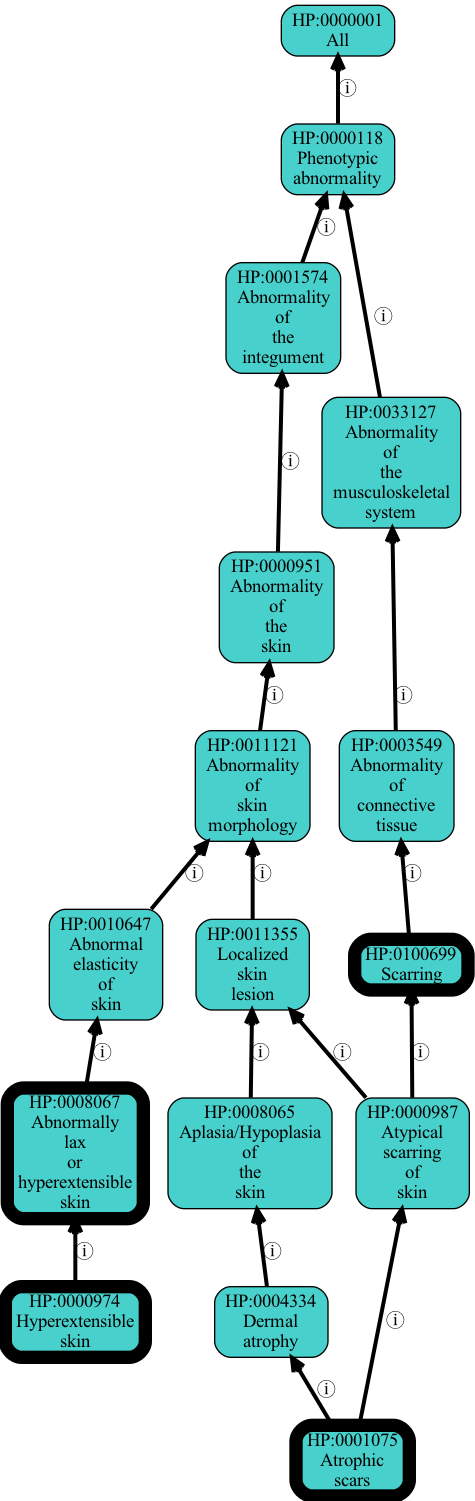 HP:0000001
All
ⓘ
HP:0000118
Phenotypic
abnormality
ⓘ
HP:0001574
Abnormality
of
the
integument
ⓘ
HP:0033127
Abnormality
of
the
musculoskeletal
system
ⓘ
HP:0000951
Abnormality
of
the
skin
ⓘ
ⓘ
HP:0011121
Abnormality
of
skin
morphology
HP:0003549
Abnormality
of
connective
tissue
ⓘ
ⓘ
ⓘ
HP:0010647
Abnormal
elasticity
of
skin
HP:0011355
Localized
skin
lesion
HP:0100699
Scarring
ⓘ
ⓘ
ⓘ
ⓘ
HP:0008067
Abnormally
lax
or
hyperextensible
skin
HP:0008065
Aplasia/Hypoplasia
of
the
skin
HP:0000987
Atypical
scarring
of
skin
ⓘ
ⓘ
HP:0000974
Hyperextensible
skin
HP:0004334
Dermal
atrophy
ⓘ
ⓘ
HP:0001075
Atrophic
scars